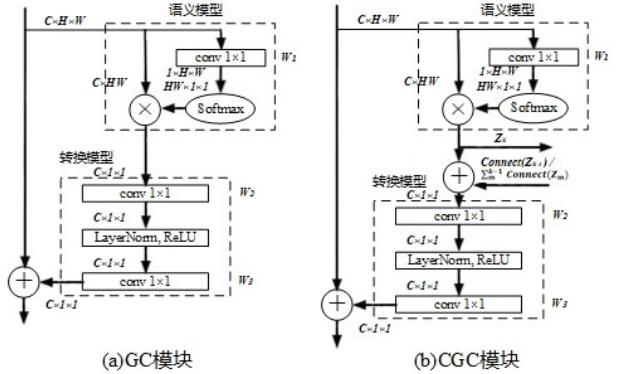 语义模型
C×H×W
conv 1×1
W₁
1×H×W
HW×1×1
C×HW
×
Softmax
转换模型
C×1×1
conv 1×1
W₂
C×1×1
LayerNorm, ReLU
C×1×1
conv 1×1
W₃
+
C×1×1
(a)GC模块
语义模型
C×H×W
conv 1×1
W₁
1×H×W
HW×1×1
C×HW
×
Softmax
Zₖ
+
Connect(Zₖ₋₁) /
∑ₘᵏ⁻¹ Connect(Zₘ)
转换模型
C×1×1
conv 1×1
W₂
C×1×1
LayerNorm, ReLU
C×1×1
conv 1×1
W₃
+
C×1×1
(b)CGC模块